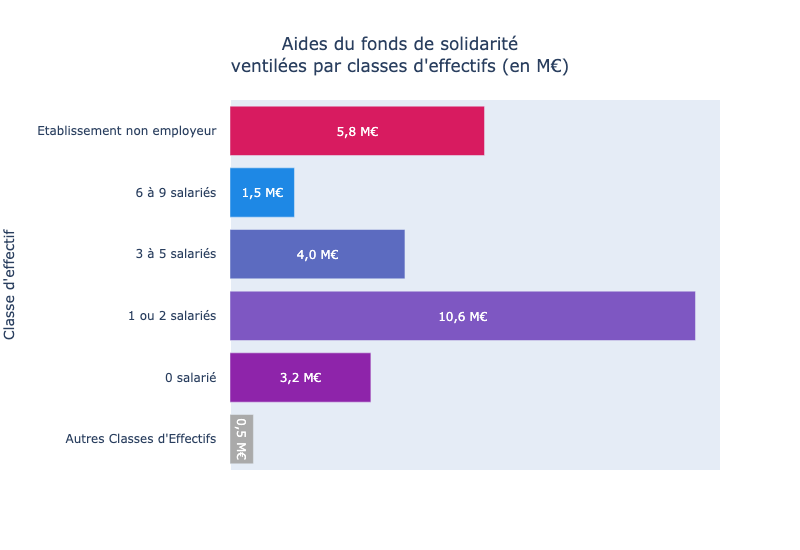 Aides du fonds de solidarité
ventilées par classes d'effectifs (en M€)
Classe d'effectif
Etablissement non employeur
5,8 M€
6 à 9 salariés
1,5 M€
3 à 5 salariés
4,0 M€
1 ou 2 salariés
10,6 M€
0 salarié
3,2 M€
Autres Classes d'Effectifs
0,5 M€